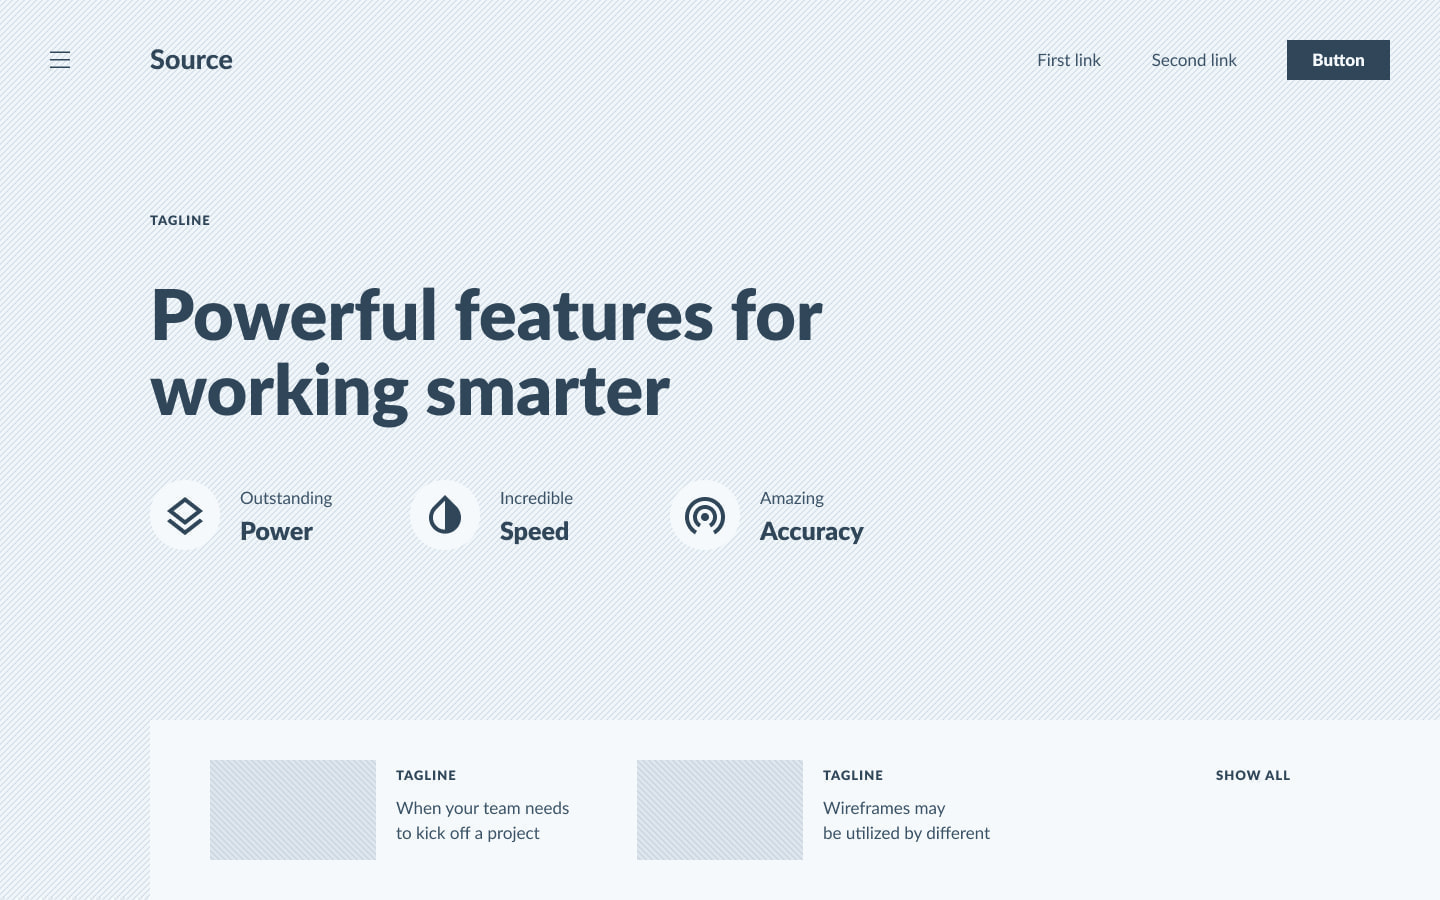 Source
First link
Second link
Button
TAGLINE
Powerful features for
working smarter
Outstanding
Power
Incredible
Speed
Amazing
Accuracy
TAGLINE
When your team needs
to kick off a project
TAGLINE
Wireframes may
be utilized by different
SHOW ALL